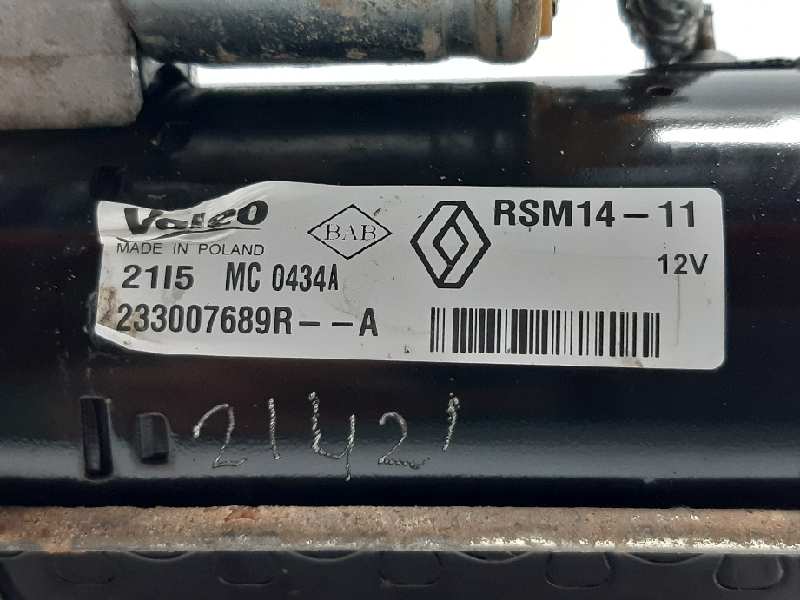 Valeo
MADE IN POLAND
BAB
RSM14-11
12V
21I5 MC 0434A
233007689R--A
21421